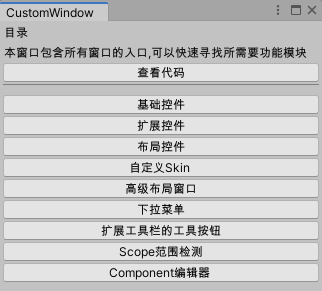 CustomWindow
目录
本窗口包含所有窗口的入口,可以快速寻找所需要功能模块
查看代码
基础控件
扩展控件
布局控件
自定义Skin
高级布局窗口
下拉菜单
扩展工具栏的工具按钮
Scope范围检测
Component编辑器